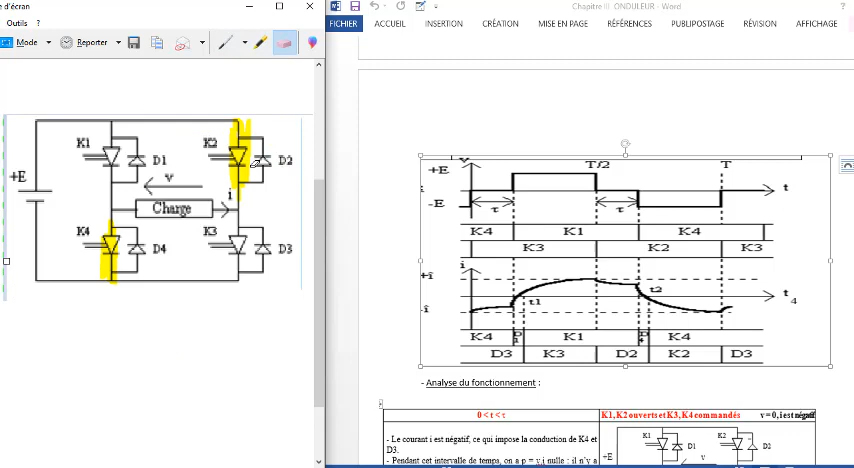 e d'écran
Outils ?
Mode
Reporter
Chapitre III ONDULEUR - Word
FICHIER ACCUEIL INSERTION CRÉATION MISE EN PAGE RÉFÉRENCES PUBLIPOSTAGE RÉVISION AFFICHAGE
K1 D1 K2 D2
+E
v
i
Charge
K4 D4 K3 D3
v T/2 T
+E
t
-E τ τ
K4 K1 K4
K3 K2 K3
+î i
t1 t2 t
4
-î
K4 D1 K1 D4 K4
D3 K3 D2 K2 D3
- Analyse du fonctionnement :
0 < t < τ
K1, K2 ouverts et K3, K4 commandés v = 0, i est négatif
- Le courant i est négatif, ce qui impose la conduction de K4 et
D3.
- Pendant cet intervalle de temps, on a p = v.i nulle : il n'y a
K1 D1 K2 D2
+E v